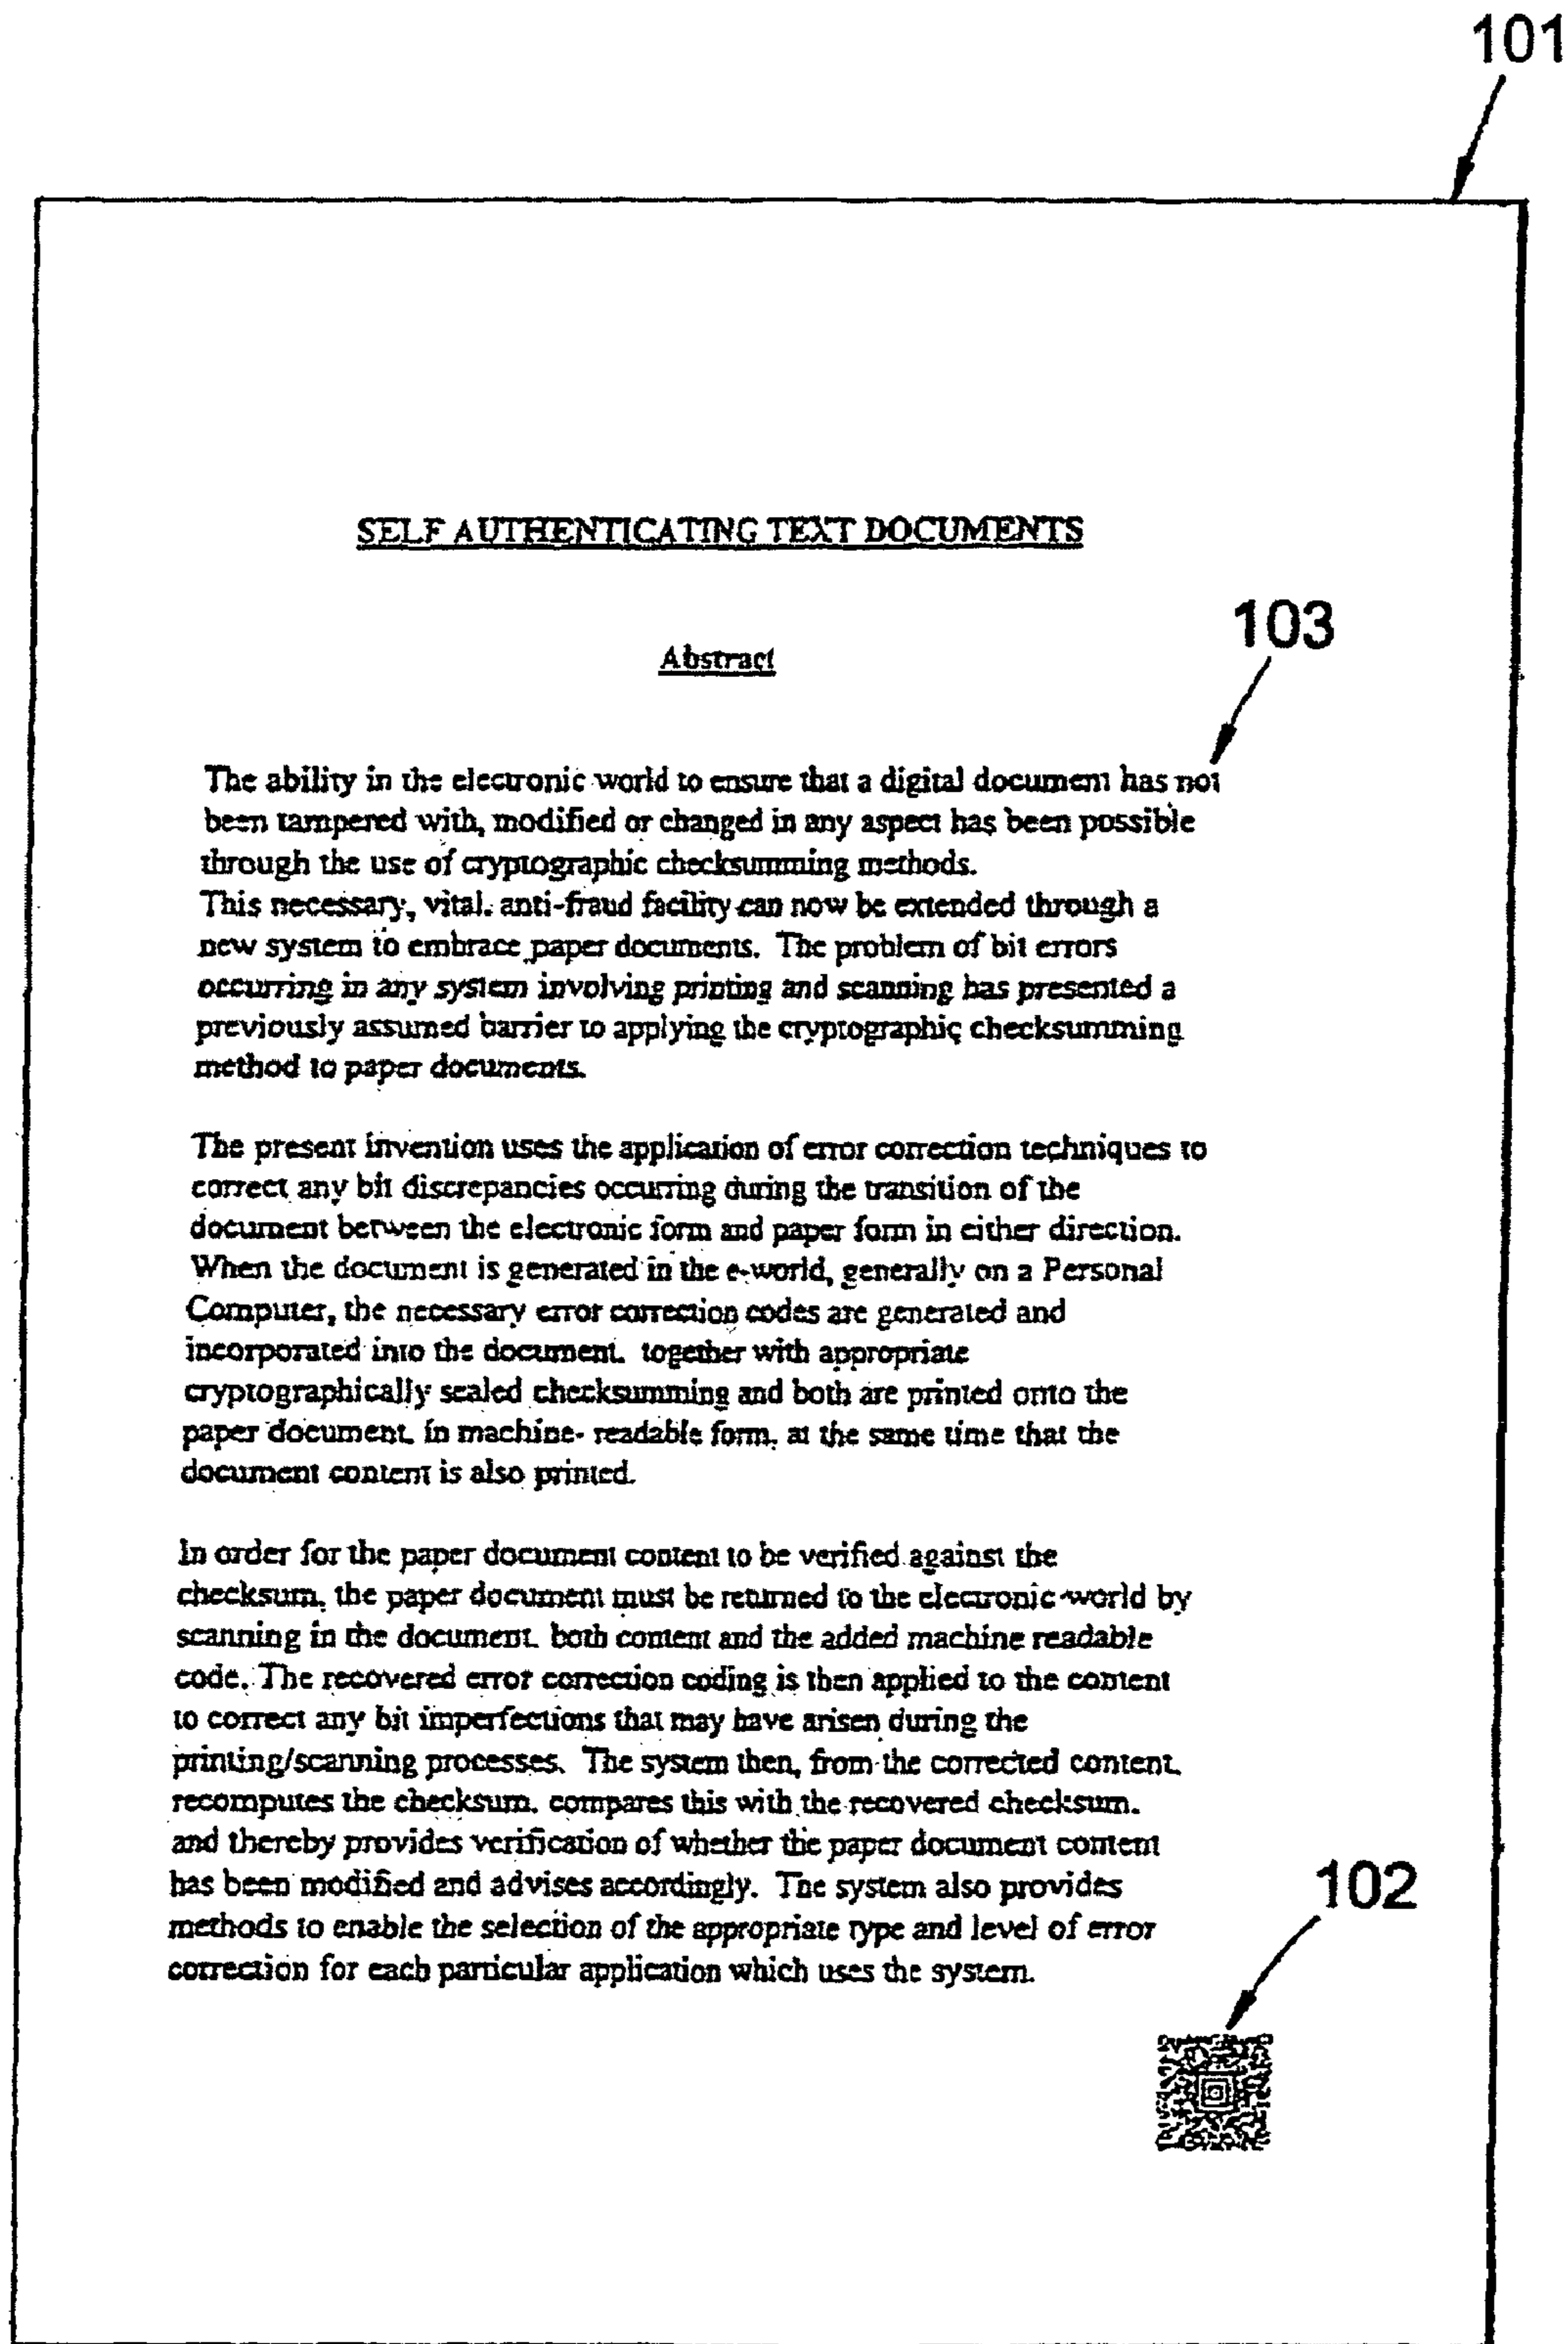 101
SELF AUTHENTICATING TEXT DOCUMENTS
103
Abstract
The ability in the electronic world to ensure that a digital document has not
been tampered with, modified or changed in any aspect has been possible
through the use of cryptographic checksumming methods.
This necessary, vital. anti-fraud facility can now be extended through a
new system to embrace paper documents. The problem of bit errors
occurring in any system involving printing and scanning has presented a
previously assumed barrier to applying the cryptographic checksumming
method to paper documents.
The present invention uses the application of error correction techniques to
correct any bit discrepancies occurring during the transition of the
document between the electronic form and paper form in either direction.
When the document is generated in the e-world, generally on a Personal
Computer, the necessary error correction codes are generated and
incorporated into the document. together with appropriate
cryptographically sealed checksumming and both are printed onto the
paper document. in machine- readable form. at the same time that the
document content is also printed.
In order for the paper document content to be verified against the
checksum. the paper document must be returned to the electronic-world by
scanning in the document. both content and the added machine readable
code. The recovered error correction coding is then applied to the content
to correct any bit imperfections that may have arisen during the
printing/scanning processes. The system then, from the corrected content.
recomputes the checksum. compares this with the recovered checksum.
and thereby provides verification of whether the paper document content
has been modified and advises accordingly. The system also provides
methods to enable the selection of the appropriate type and level of error
correction for each particular application which uses the system.
102